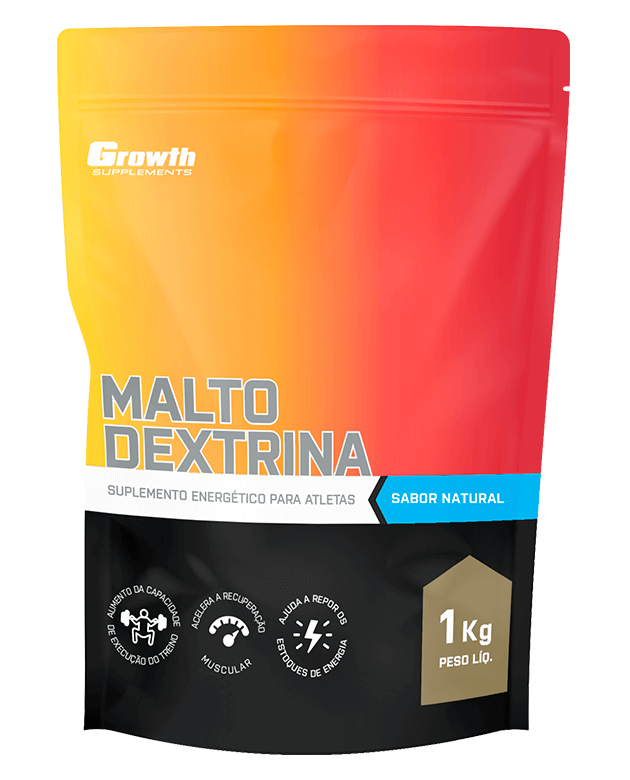 Growth
SUPPLEMENTS
MALTO
DEXTRINA
SUPLEMENTO ENERGÉTICO PARA ATLETAS
SABOR NATURAL
AUMENTO DA CAPACIDADE
DE EXECUÇÃO DO TREINO
ACELERA A RECUPERAÇÃO
MUSCULAR
AJUDA A REPOR OS
ESTOQUES DE ENERGIA
1Kg
PESO LÍQ.